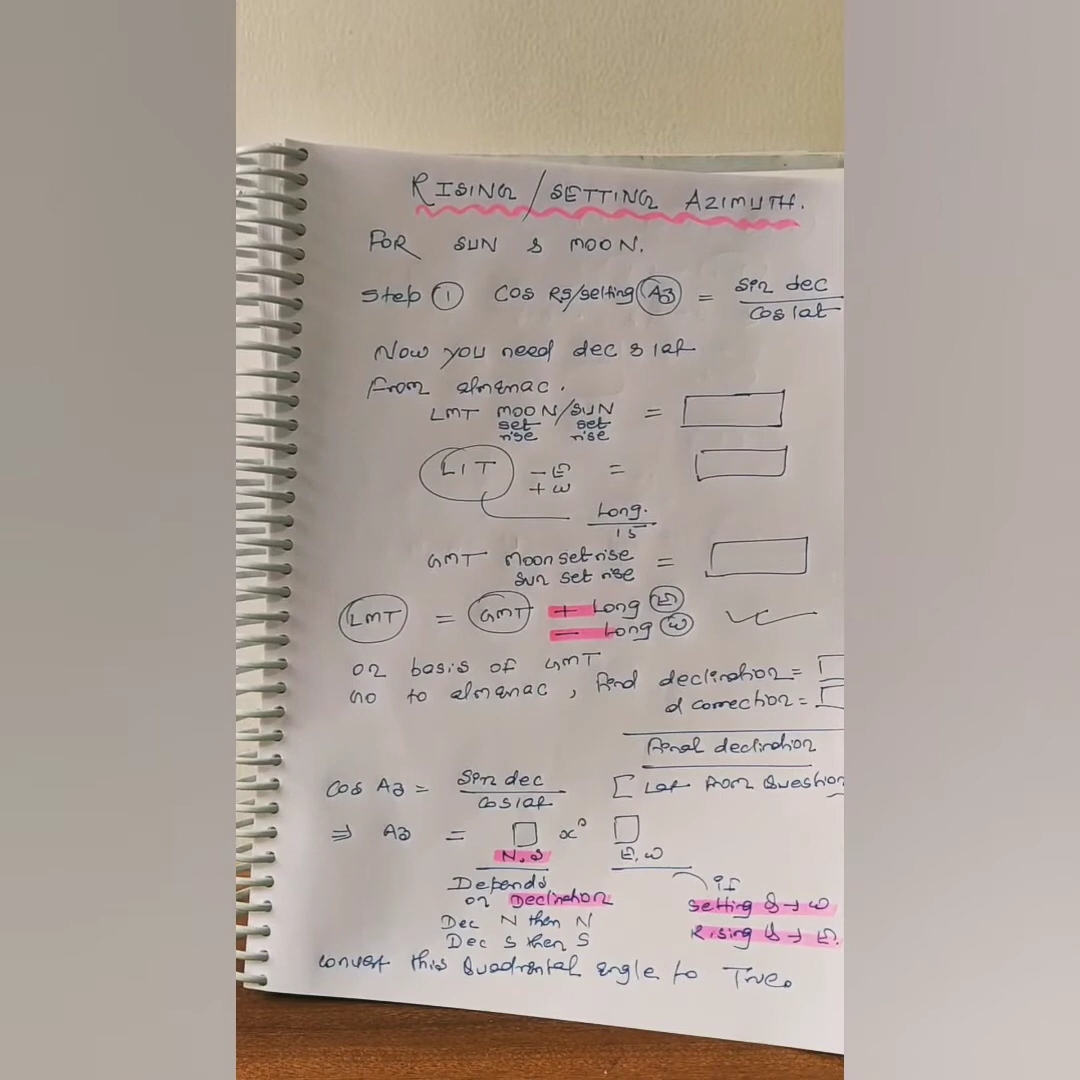 RISING/SETTING AZIMUTH.
FOR SUN & MOON.
Step ① COS RS/setting Az = sin dec / cos lat
Now you need dec & lat
from almanac.
LMT MOON/SUN =
set set
rise rise
LIT - E =
+ W
Long. / 15
GMT Moon set rise =
sun set rise
LMT = GMT + Long E
- Long W
on basis of GMT
Go to almanac, find declination =
d correction =
Final declination
COS Az = sin dec / cos lat [ Lat from Question
⇒ Az = □ x° □
N.S E.W
Depends if
on Declination setting & → W
Dec N then N Rising & → E.
Dec S then S
convert this Quadrantal angle to True.